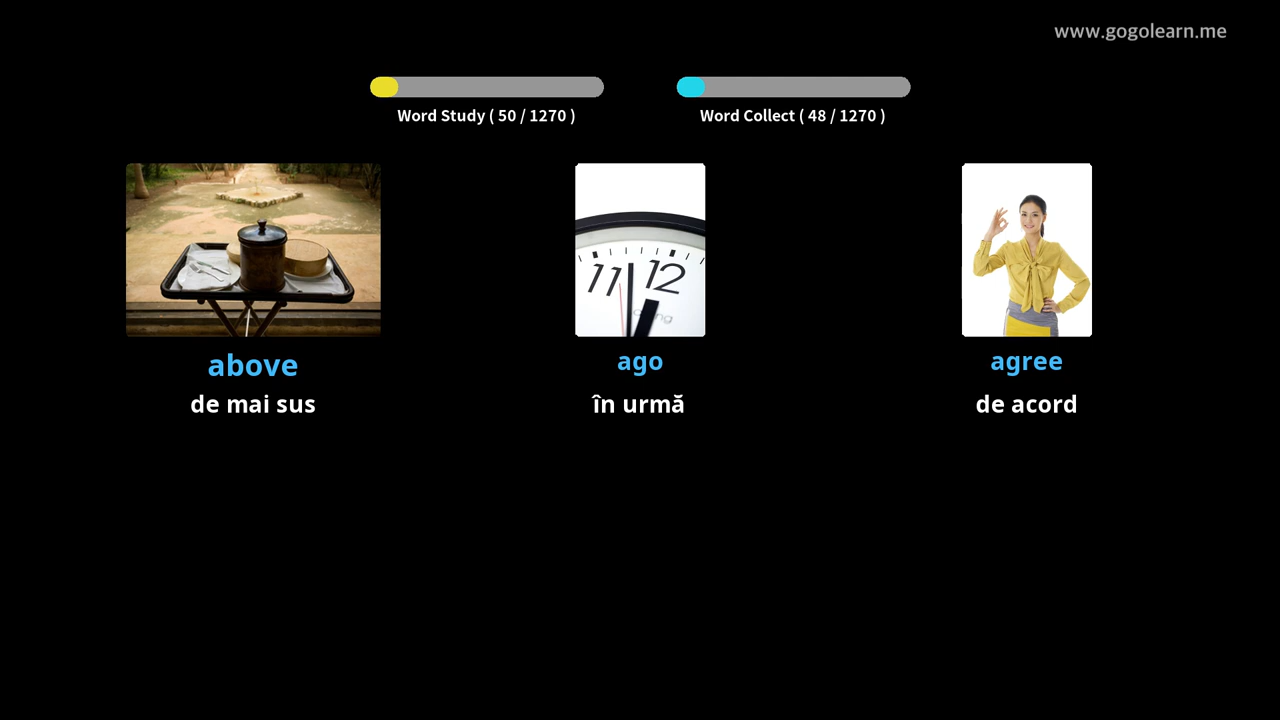 www.gogolearn.me
Word Study ( 50 / 1270 )
Word Collect ( 48 / 1270 )
11 12
above
de mai sus
ago
în urmă
agree
de acord